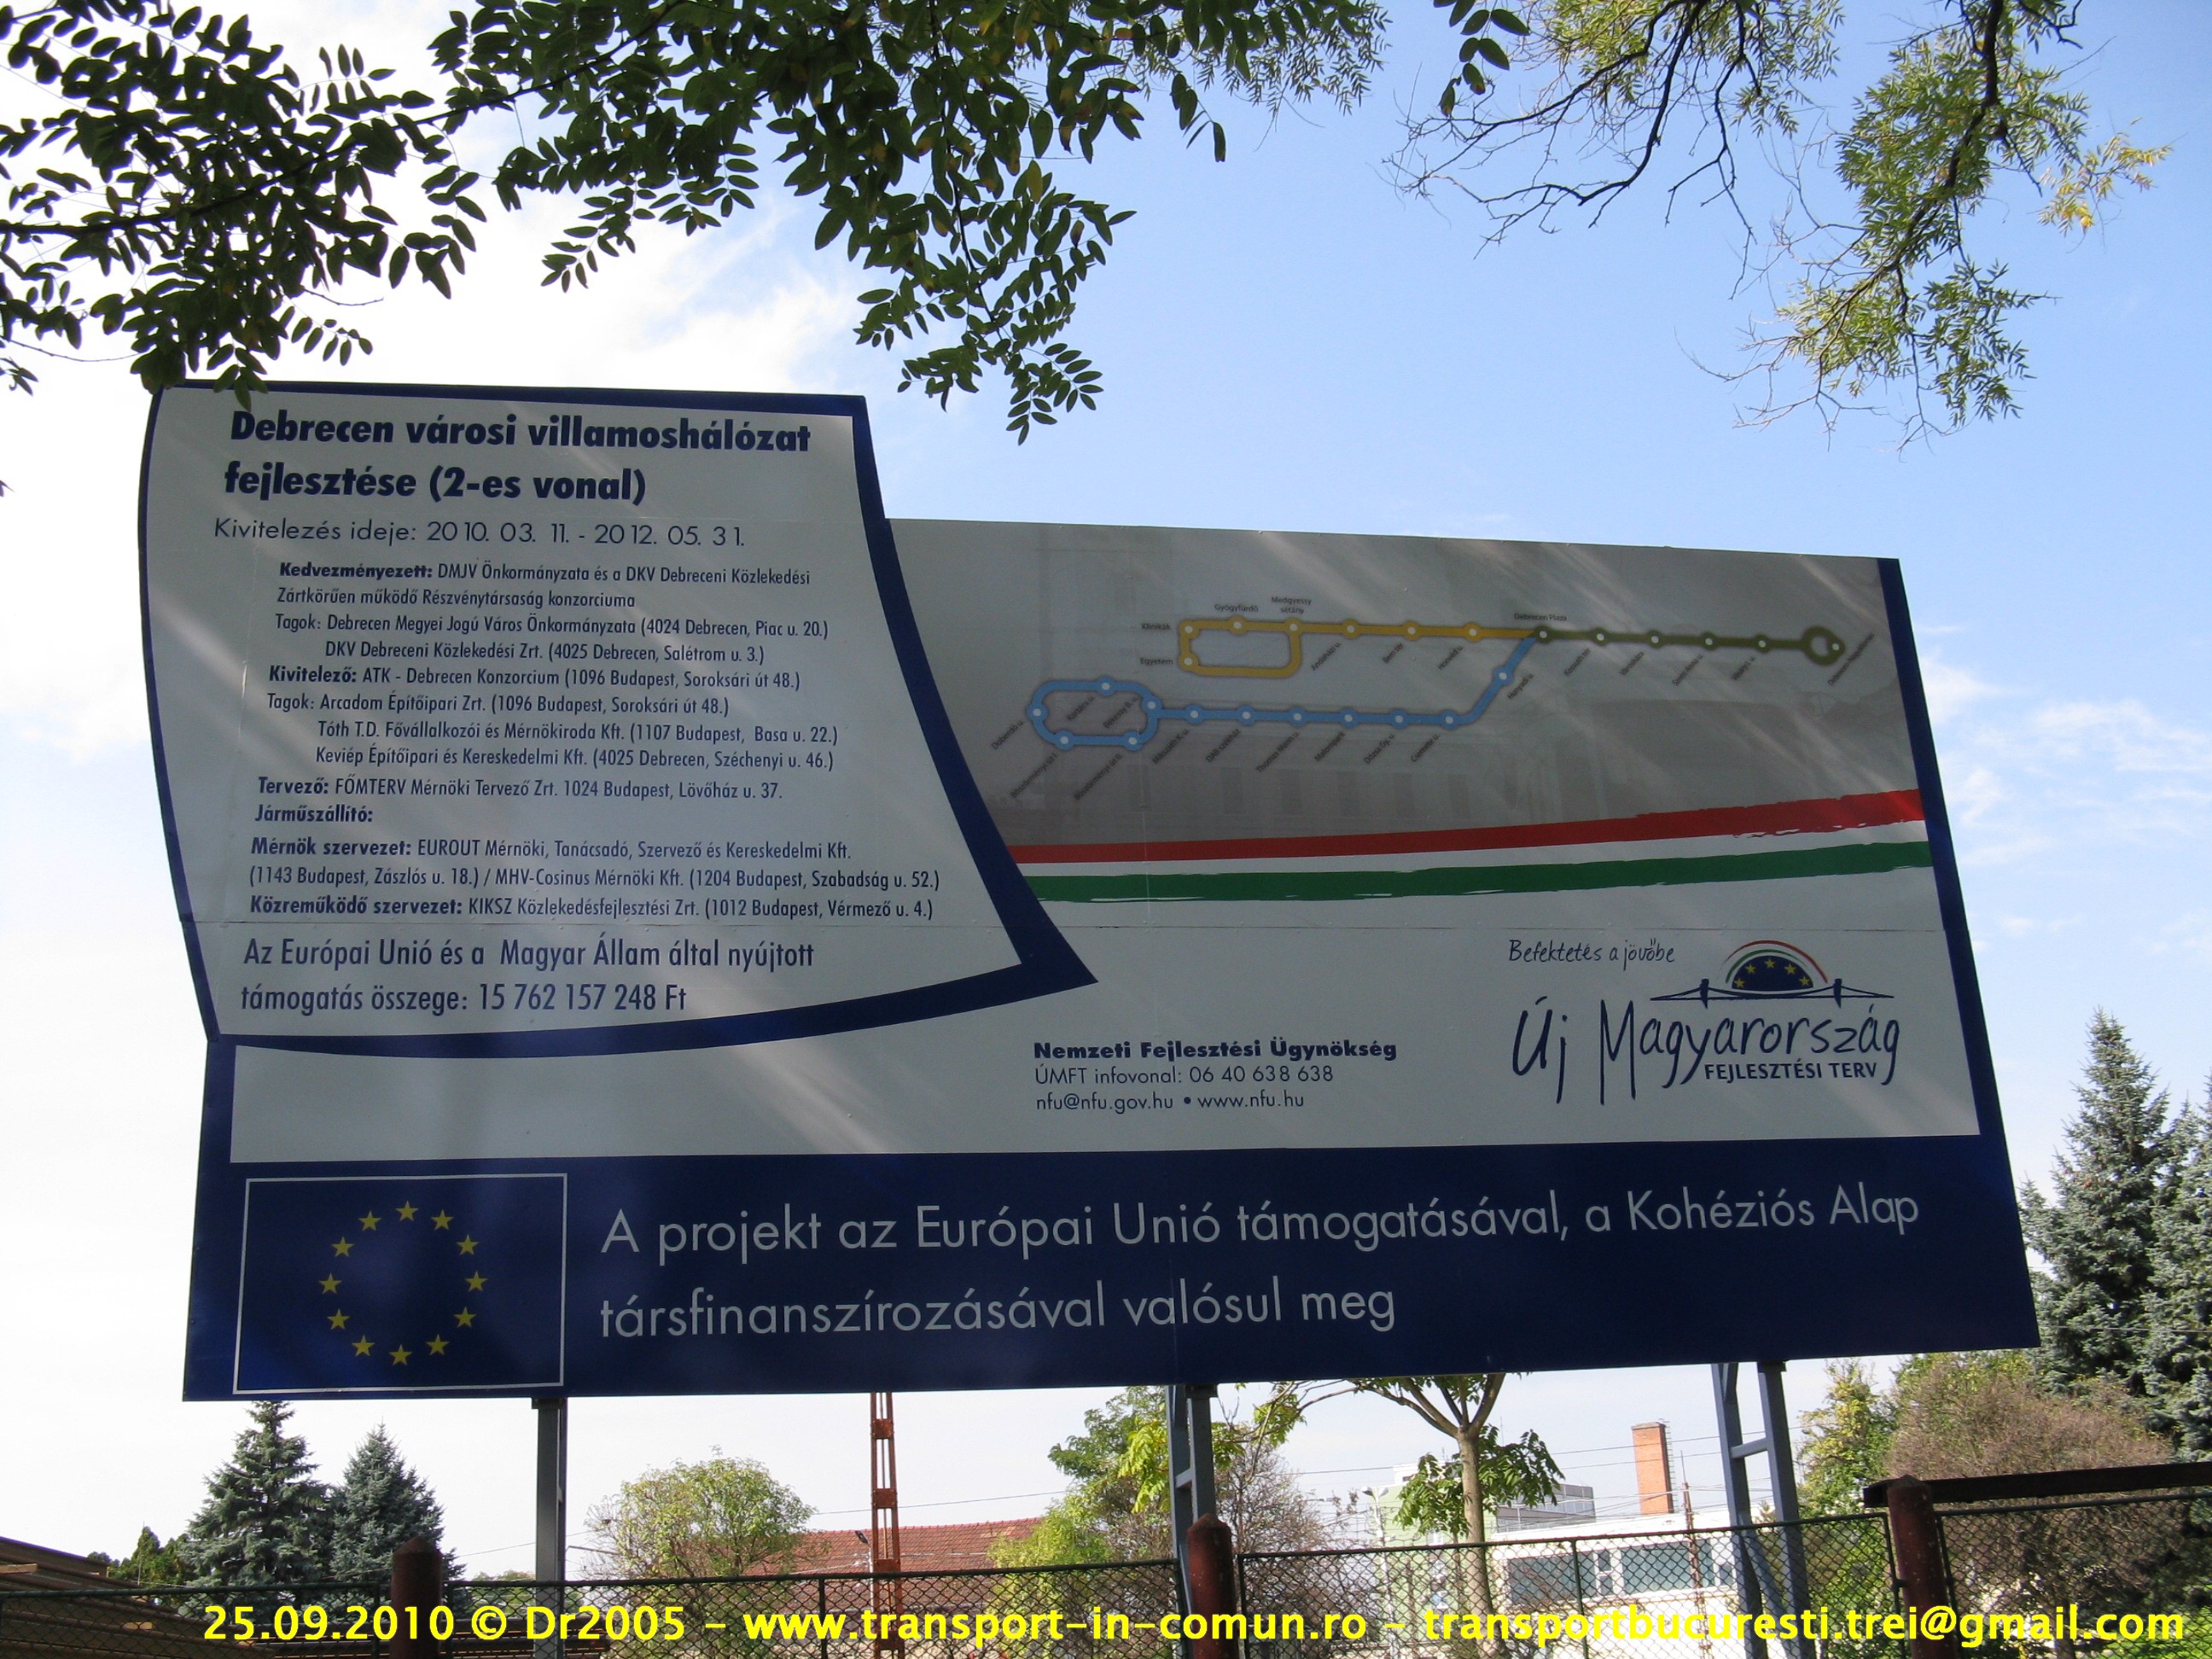 Debrecen városi villamoshálózat
fejlesztése (2-es vonal)
Kivitelezés ideje: 2010. 03. 11. - 2012. 05. 31.
Kedvezményezett: DMJV Önkormányzata és a DKV Debreceni Közlekedési
Zártkörűen működő Részvénytársaság konzorciuma
Tagok: Debrecen Megyei Jogú Város Önkormányzata (4024 Debrecen, Piac u. 20.)
DKV Debreceni Közlekedési Zrt. (4025 Debrecen, Salétrom u. 3.)
Kivitelező: ATK - Debrecen Konzorcium (1096 Budapest, Soroksári út 48.)
Tagok: Arcadom Építőipari Zrt. (1096 Budapest, Soroksári út 48.)
Tóth T.D. Fővállalkozói és Mérnökiroda Kft. (1107 Budapest, Basa u. 22.)
Keviép Építőipari és Kereskedelmi Kft. (4025 Debrecen, Széchenyi u. 46.)
Tervező: FŐMTERV Mérnöki Tervező Zrt. 1024 Budapest, Lövőház u. 37.
Járműszállító:
Mérnök szervezet: EUROUT Mérnöki, Tanácsadó, Szervező és Kereskedelmi Kft.
(1143 Budapest, Zászlós u. 18.) / MHV-Cosinus Mérnöki Kft. (1204 Budapest, Szabadság u. 52.)
Közreműködő szervezet: KIKSZ Közlekedésfejlesztési Zrt. (1012 Budapest, Vérmező u. 4.)
Az Európai Unió és a Magyar Állam által nyújtott
támogatás összege: 15 762 157 248 Ft
Gyógyfürdő
Medgyessy
sétány
Debrecen Plaza
Klinikák
Egyetem
Befektetés a jövőbe
Új Magyarország
FEJLESZTÉSI TERV
Nemzeti Fejlesztési Ügynökség
ÚMFT infovonal: 06 40 638 638
nfu@nfu.gov.hu • www.nfu.hu
A projekt az Európai Unió támogatásával, a Kohéziós Alap
társfinanszírozásával valósul meg
25.09.2010 © Dr2005 - www.transport-in-comun.ro - transportbucuresti.trei@gmail.com